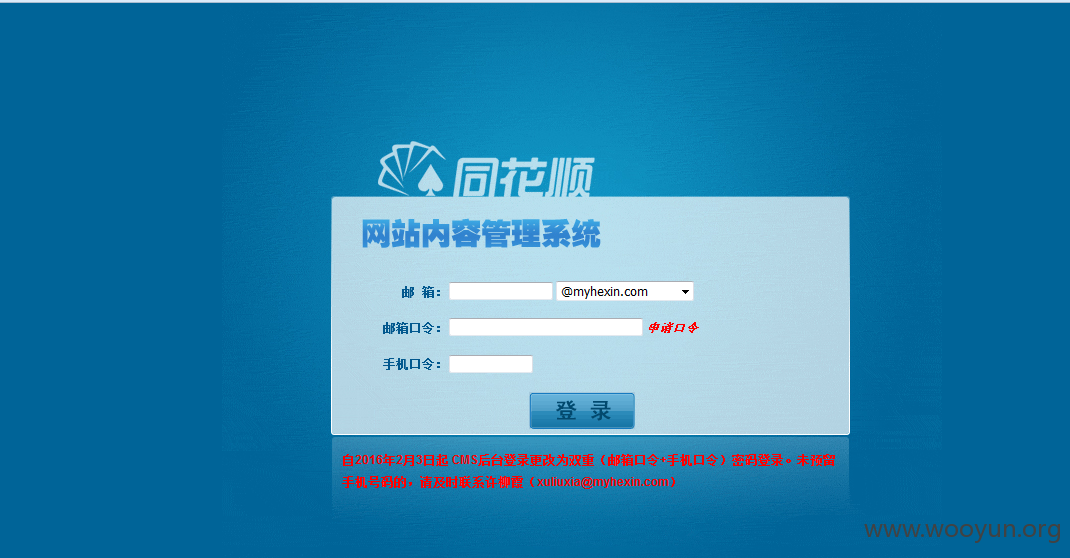 同花顺
网站内容管理系统
邮 箱： @myhexin.com
邮箱口令： 申请口令
手机口令：
登 录
自2016年2月3日起 CMS后台登录更改为双重（邮箱口令+手机口令）密码登录。未预留
手机号码的，请及时联系许柳霞（xuliuxia@myhexin.com）
www.wooyun.org